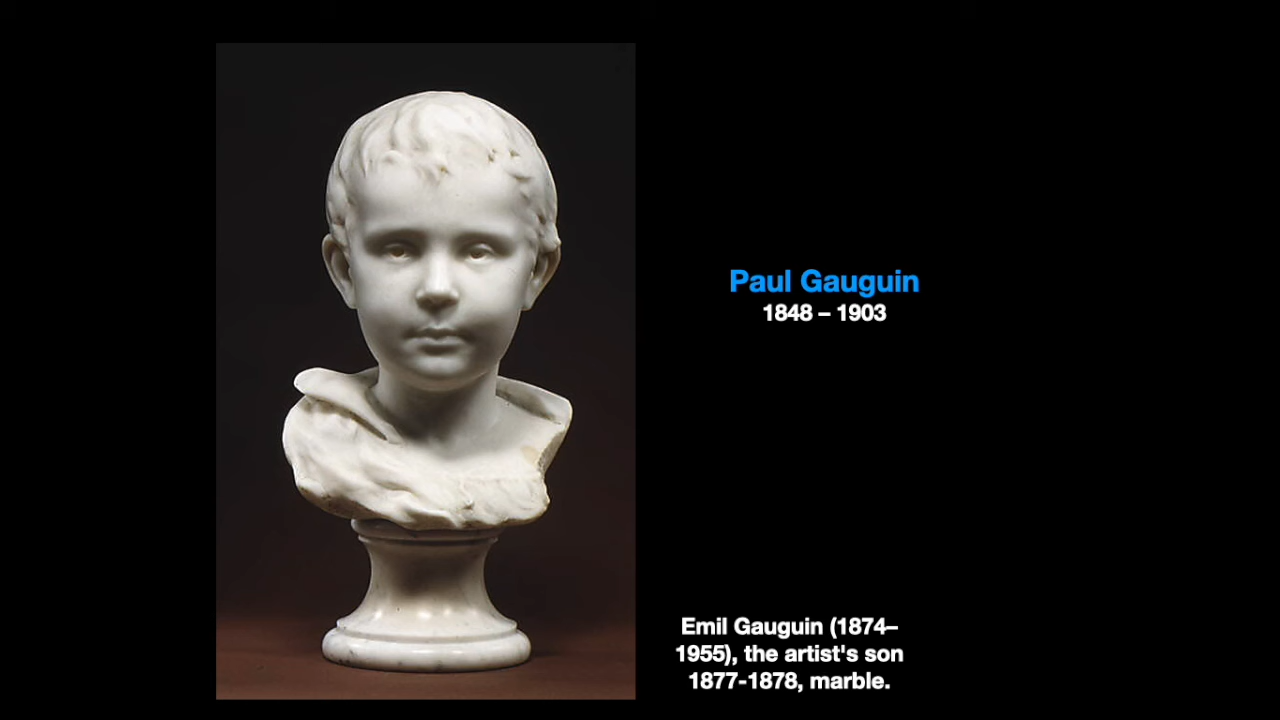 Paul Gauguin
1848 – 1903
Emil Gauguin (1874–
1955), the artist's son
1877-1878, marble.